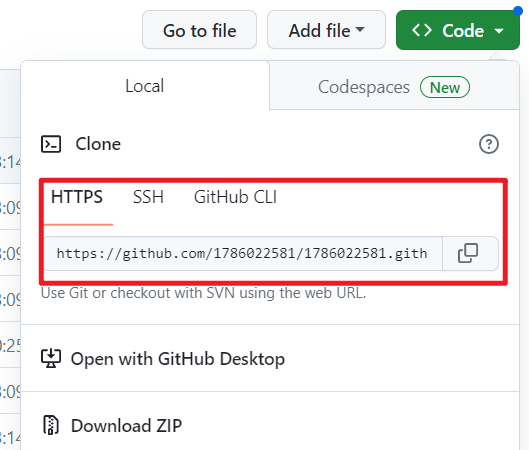 Go to file Add file Code
Local Codespaces New
Clone
HTTPS SSH GitHub CLI
https://github.com/1786022581/1786022581.gith
Use Git or checkout with SVN using the web URL.
Open with GitHub Desktop
Download ZIP